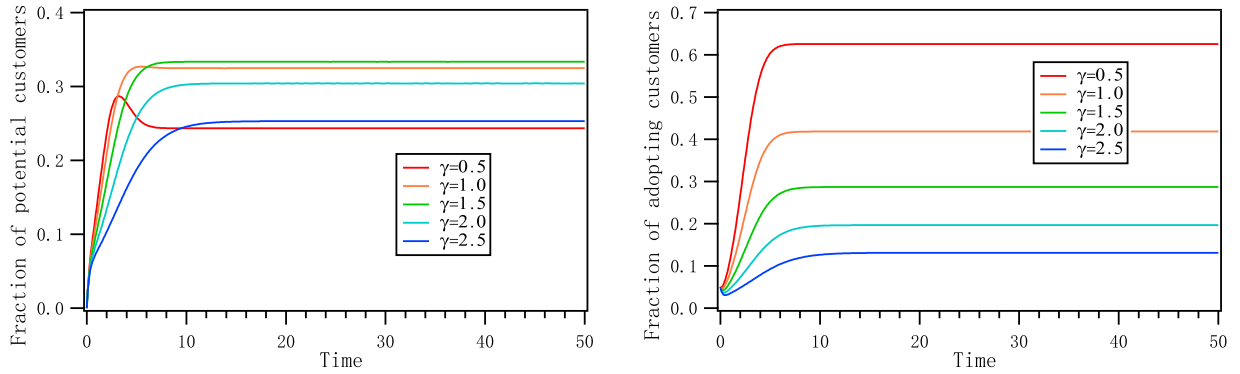 Fraction of potential customers
0.4
0.3
0.2
0.1
0.0
γ=0.5
γ=1.0
γ=1.5
γ=2.0
γ=2.5
0 10 20 30 40 50
Time
Fraction of adopting customers
0.7
0.6
0.5
0.4
0.3
0.2
0.1
0.0
γ=0.5
γ=1.0
γ=1.5
γ=2.0
γ=2.5
0 10 20 30 40 50
Time